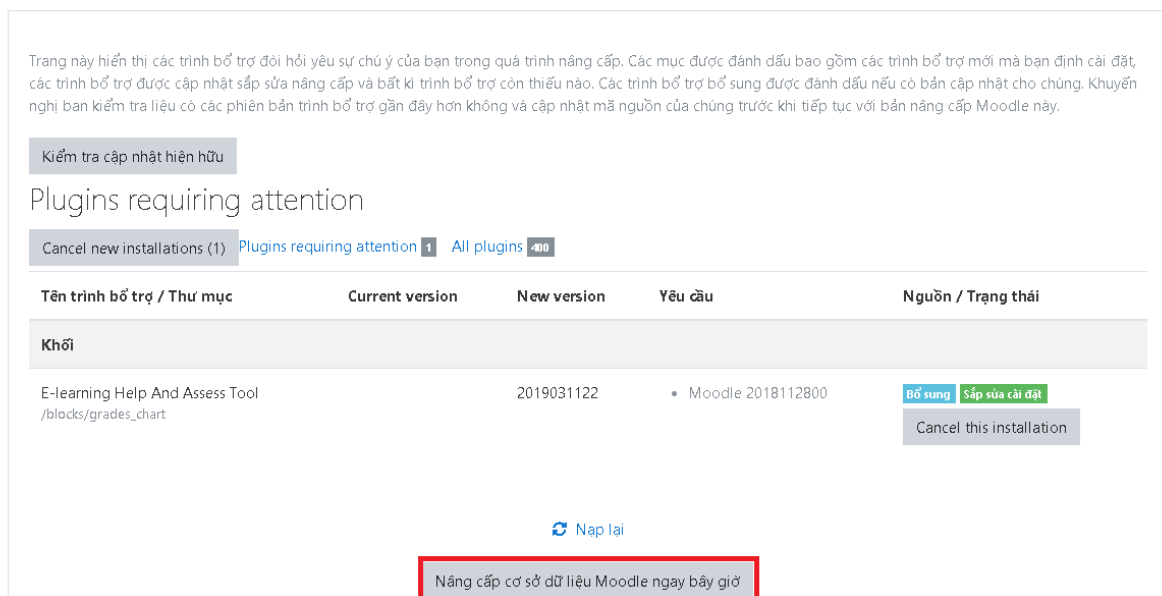 Trang này hiển thị các trình bổ trợ đòi hỏi yêu sự chú ý của bạn trong quá trình nâng cấp. Các mục được đánh dấu bao gồm các trình bổ trợ mới mà bạn định cài đặt,
các trình bổ trợ được cập nhật sắp sửa nâng cấp và bất kì trình bổ trợ còn thiếu nào. Các trình bổ trợ bổ sung được đánh dấu nếu có bản cập nhật cho chúng. Khuyến
nghị bạn kiểm tra liệu có các phiên bản trình bổ trợ gần đây hơn không và cập nhật mã nguồn của chúng trước khi tiếp tục với bản nâng cấp Moodle này.
Kiểm tra cập nhật hiện hữu
Plugins requiring attention
Cancel new installations (1) Plugins requiring attention 1 All plugins 400
Tên trình bổ trợ / Thư mục Current version New version Yêu cầu Nguồn / Trạng thái
Khối
E-learning Help And Assess Tool 2019031122 • Moodle 2018112800 Bổ sung Sắp sửa cài đặt
/blocks/grades_chart
Cancel this installation
Nạp lại
Nâng cấp cơ sở dữ liệu Moodle ngay bây giờ